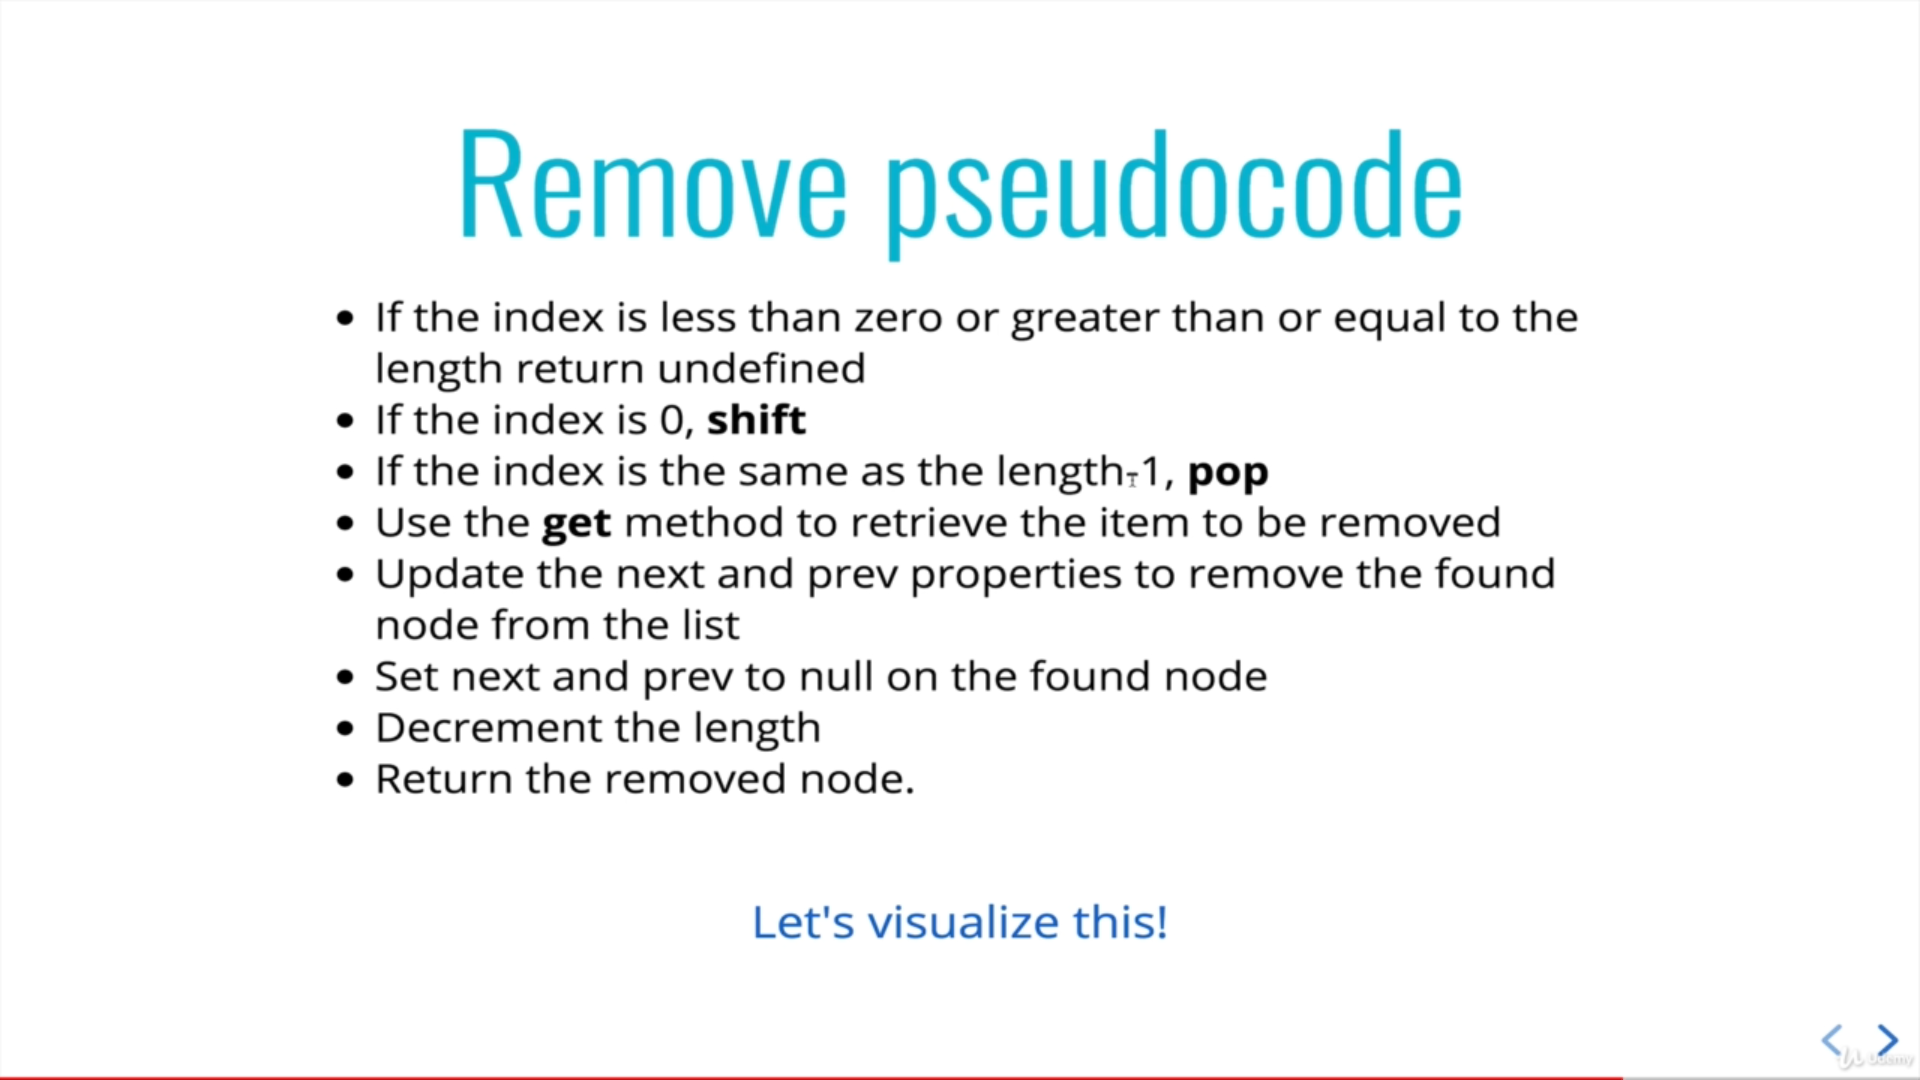 Remove pseudocode
• If the index is less than zero or greater than or equal to the
length return undefined
• If the index is 0, shift
• If the index is the same as the length-1, pop
• Use the get method to retrieve the item to be removed
• Update the next and prev properties to remove the found
node from the list
• Set next and prev to null on the found node
• Decrement the length
• Return the removed node.
Let's visualize this!
Udemy